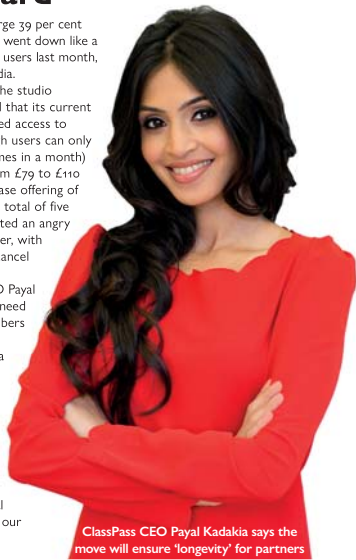 rge 39 per cent
went down like a
users last month,
dia.
he studio
d that its current
ed access to
h users can only
nes in a month)
m £79 to £110
ase offering of
total of five
ted an angry
er, with
ancel
O Payal
need
bers
a
l
our
ClassPass CEO Payal Kadakia says the
move will ensure 'longevity' for partners